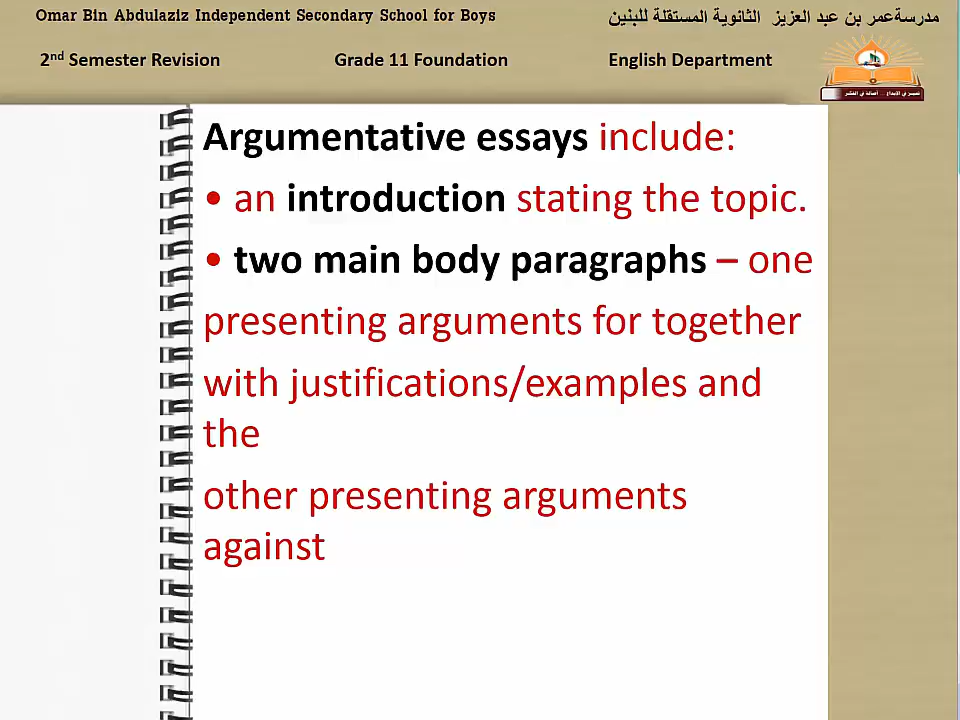 Omar Bin Abdulaziz Independent Secondary School for Boys
مدرسةعمر بن عبد العزيز الثانوية المستقلة للبنين
2nd Semester Revision
Grade 11 Foundation
English Department
Argumentative essays include:
• an introduction stating the topic.
• two main body paragraphs – one
presenting arguments for together
with justifications/examples and
the
other presenting arguments
against